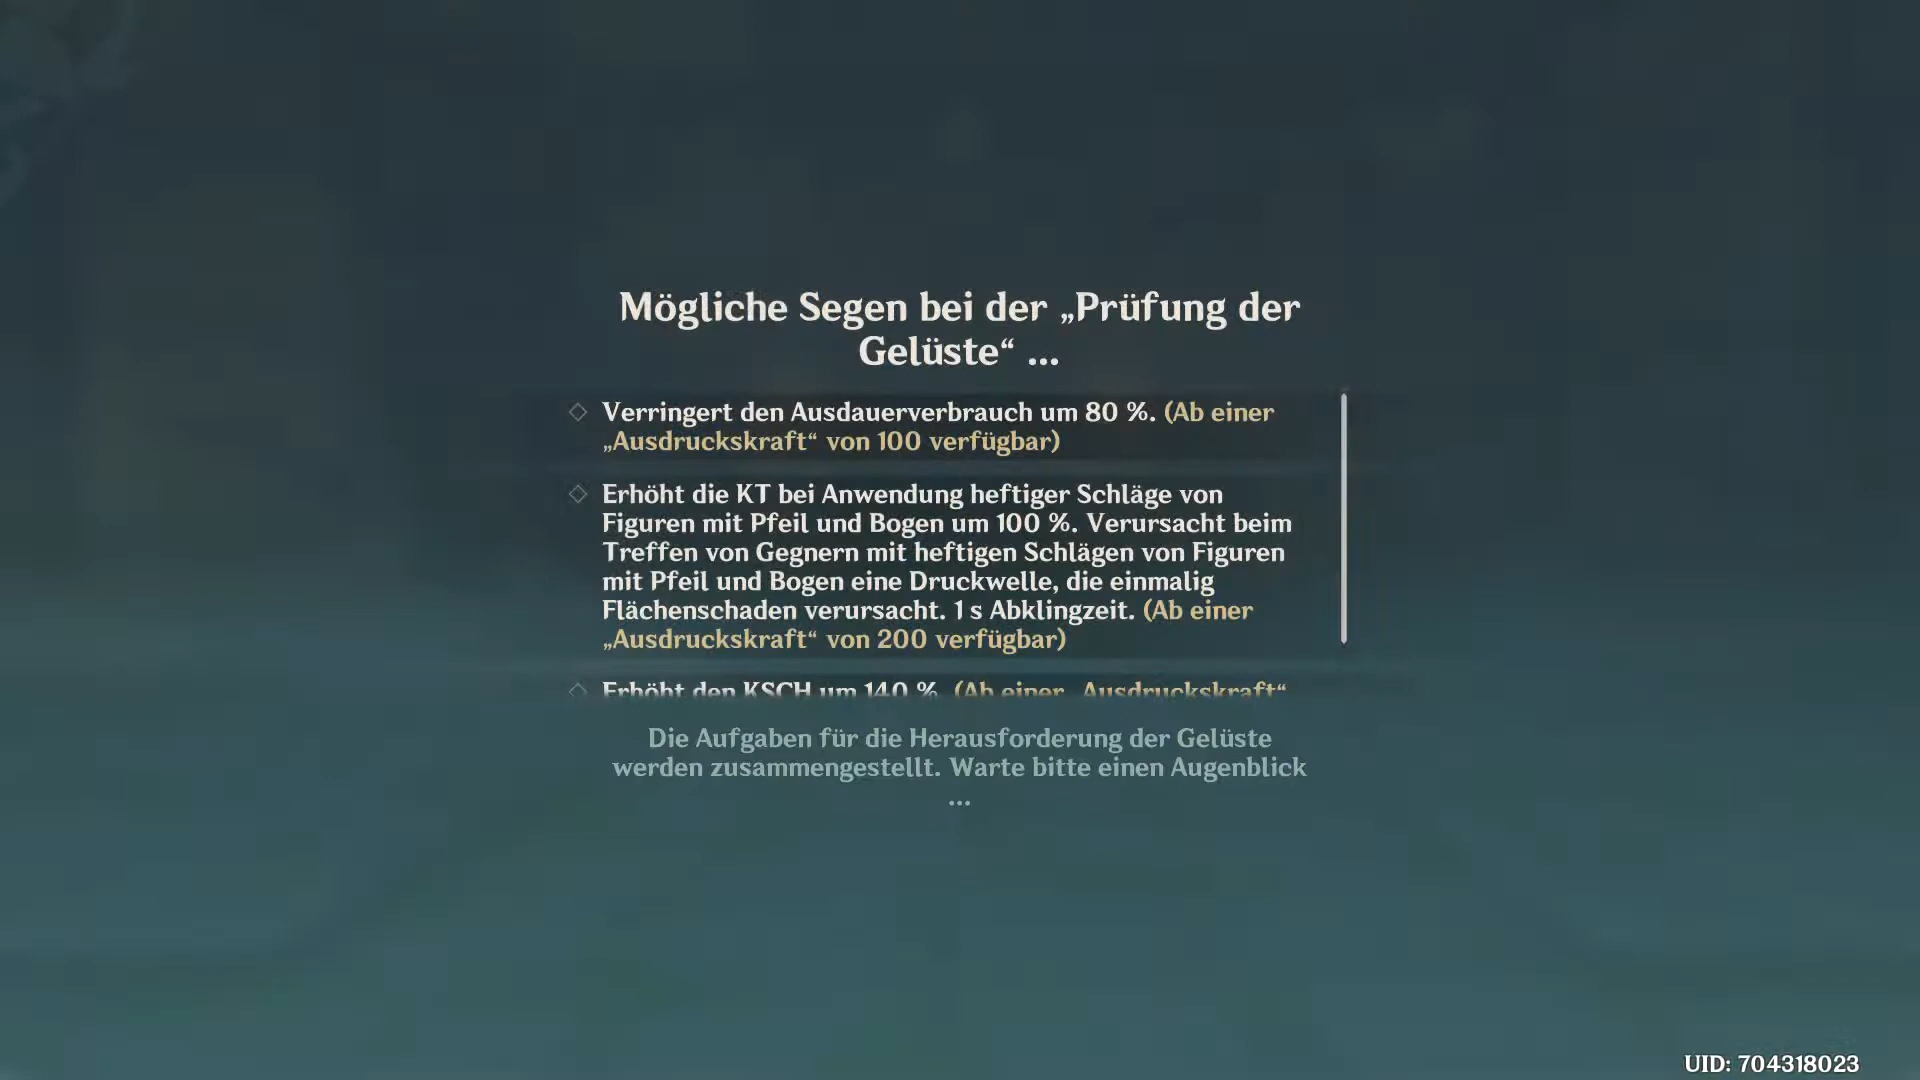 Mögliche Segen bei der „Prüfung der
Gelüste“ ...
Verringert den Ausdauerverbrauch um 80 %. (Ab einer
„Ausdruckskraft“ von 100 verfügbar)
Erhöht die KT bei Anwendung heftiger Schläge von
Figuren mit Pfeil und Bogen um 100 %. Verursacht beim
Treffen von Gegnern mit heftigen Schlägen von Figuren
mit Pfeil und Bogen eine Druckwelle, die einmalig
Flächenschaden verursacht. 1 s Abklingzeit. (Ab einer
„Ausdruckskraft“ von 200 verfügbar)
Erhöht den KSCH um 140 %. (Ab einer „Ausdruckskraft“
Die Aufgaben für die Herausforderung der Gelüste
werden zusammengestellt. Warte bitte einen Augenblick
...
UID: 704318023